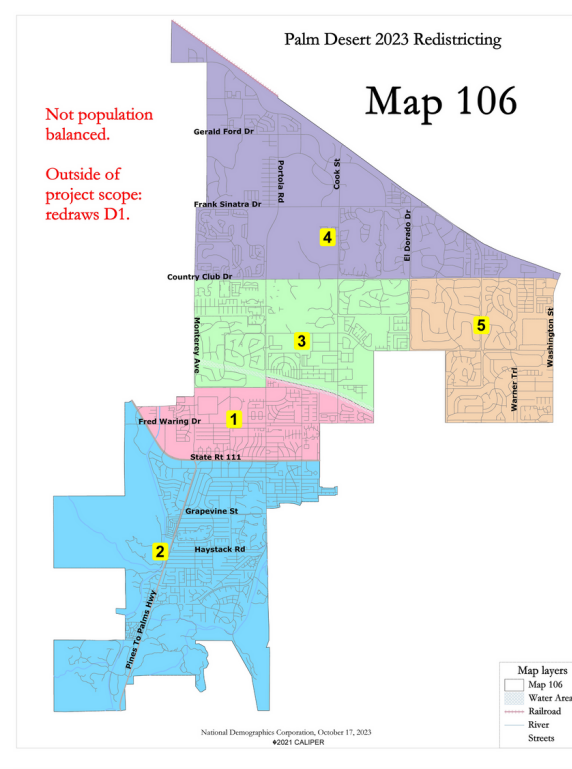 Palm Desert 2023 Redistricting
Map 106
Not population
balanced.
Outside of
project scope:
redraws D1.
Gerald Ford Dr
Portola Rd
Cook St
Frank Sinatra Dr
El Dorado Dr
4
Country Club Dr
Monterey Ave
3
5
Washington St
Warner Trl
1
Fred Waring Dr
State Rt 111
Grapevine St
2
Haystack Rd
Pines To Palms Hwy
Map layers
Map 106
Water Area
Railroad
River
Streets
National Demographics Corporation, October 17, 2023
©2021 CALIPER